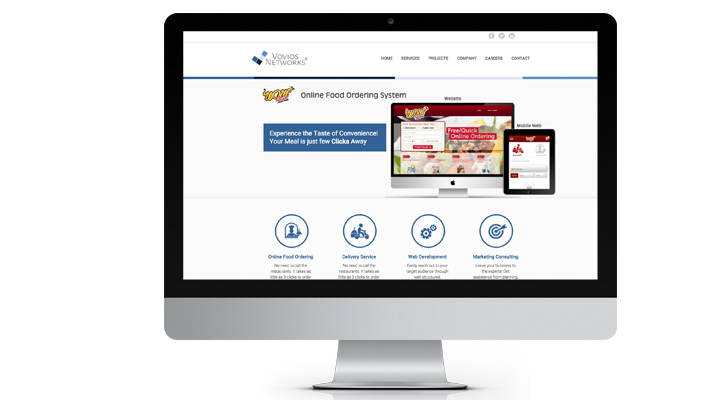 VOVIOS
NETWORKS
HOME SERVICES PROJECTS COMPANY CAREERS CONTACT
Online Food Ordering System
Website
Mobile Web
Experience the Taste of Convenience!
Your Meal is just few Clicks Away
Free/Quick
Online Ordering
Online Food Ordering
No need to call the
restaurants. It takes as
little as 3 clicks to order
Delivery Service
No need to call the
restaurants. It takes as
little as 3 clicks to order
Web Development
Easily reach out to your
target audience through
well structured,
Marketing Consulting
Leave your business to
the experts! Get
assistance from planning